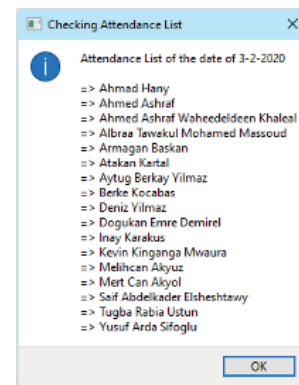 Checking Attendance List
Attendance List of the date of 3-2-2020
=> Ahmad Hany
=> Ahmed Ashraf
=> Ahmed Ashraf Waheedeldeen Khaleal
=> Albraa Tawakul Mohamed Massoud
=> Armagan Baskan
=> Atakan Kartal
=> Aytug Berkay Yilmaz
=> Berke Kocabas
=> Deniz Yilmaz
=> Dogukan Emre Demirel
=> Inay Karakus
=> Kevin Kinganga Mwaura
=> Melihcan Akyuz
=> Mert Can Akyol
=> Saif Abdelkader Elsheshtawy
=> Tugba Rabia Ustun
=> Yusuf Arda Sifoglu
OK